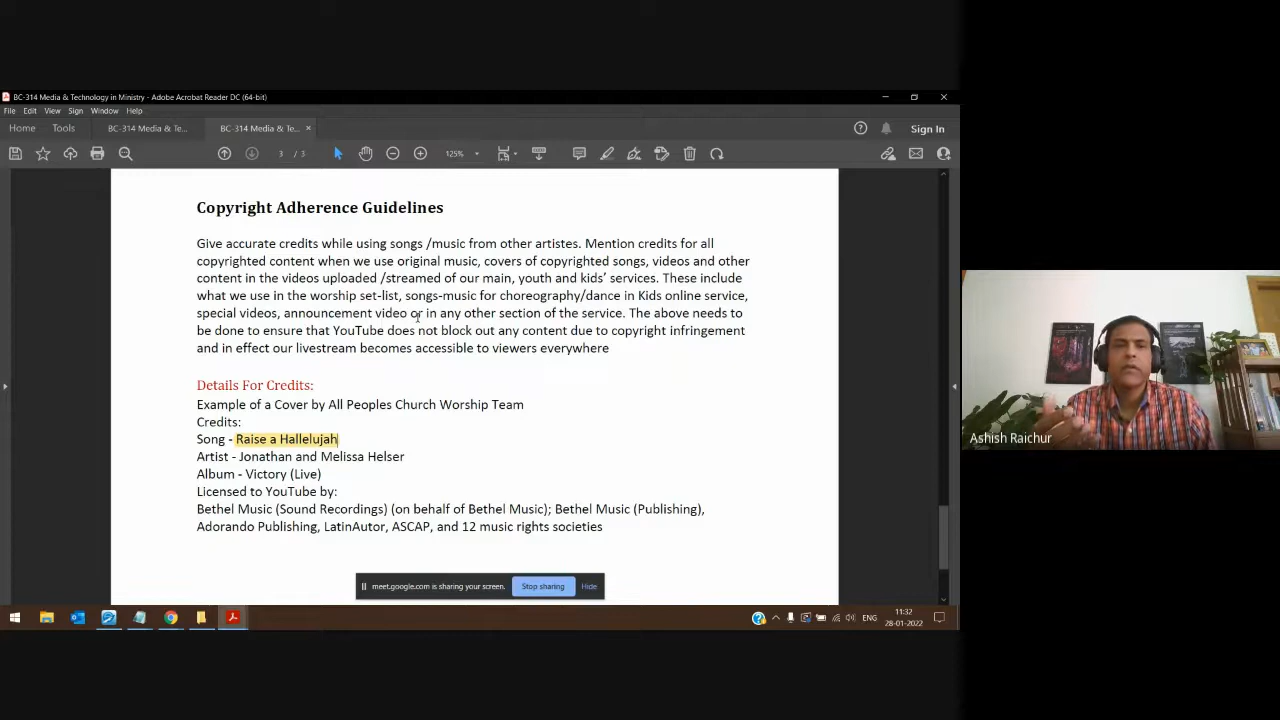 BC-314 Media & Technology in Ministry - Adobe Acrobat Reader DC (64-bit)
File Edit View Sign Window Help
Home Tools BC-314 Media & Te... BC-314 Media & Te... × Sign In
3 / 3 125%
Copyright Adherence Guidelines
Give accurate credits while using songs /music from other artistes. Mention credits for all
copyrighted content when we use original music, covers of copyrighted songs, videos and other
content in the videos uploaded /streamed of our main, youth and kids' services. These include
what we use in the worship set-list, songs-music for choreography/dance in Kids online service,
special videos, announcement video or in any other section of the service. The above needs to
be done to ensure that YouTube does not block out any content due to copyright infringement
and in effect our livestream becomes accessible to viewers everywhere
Details For Credits:
Example of a Cover by All Peoples Church Worship Team
Credits:
Song - Raise a Hallelujah
Artist - Jonathan and Melissa Helser
Album - Victory (Live)
Licensed to YouTube by:
Bethel Music (Sound Recordings) (on behalf of Bethel Music); Bethel Music (Publishing),
Adorando Publishing, LatinAutor, ASCAP, and 12 music rights societies
meet.google.com is sharing your screen. Stop sharing Hide
ENG 11:32
28-01-2022
Ashish Raichur